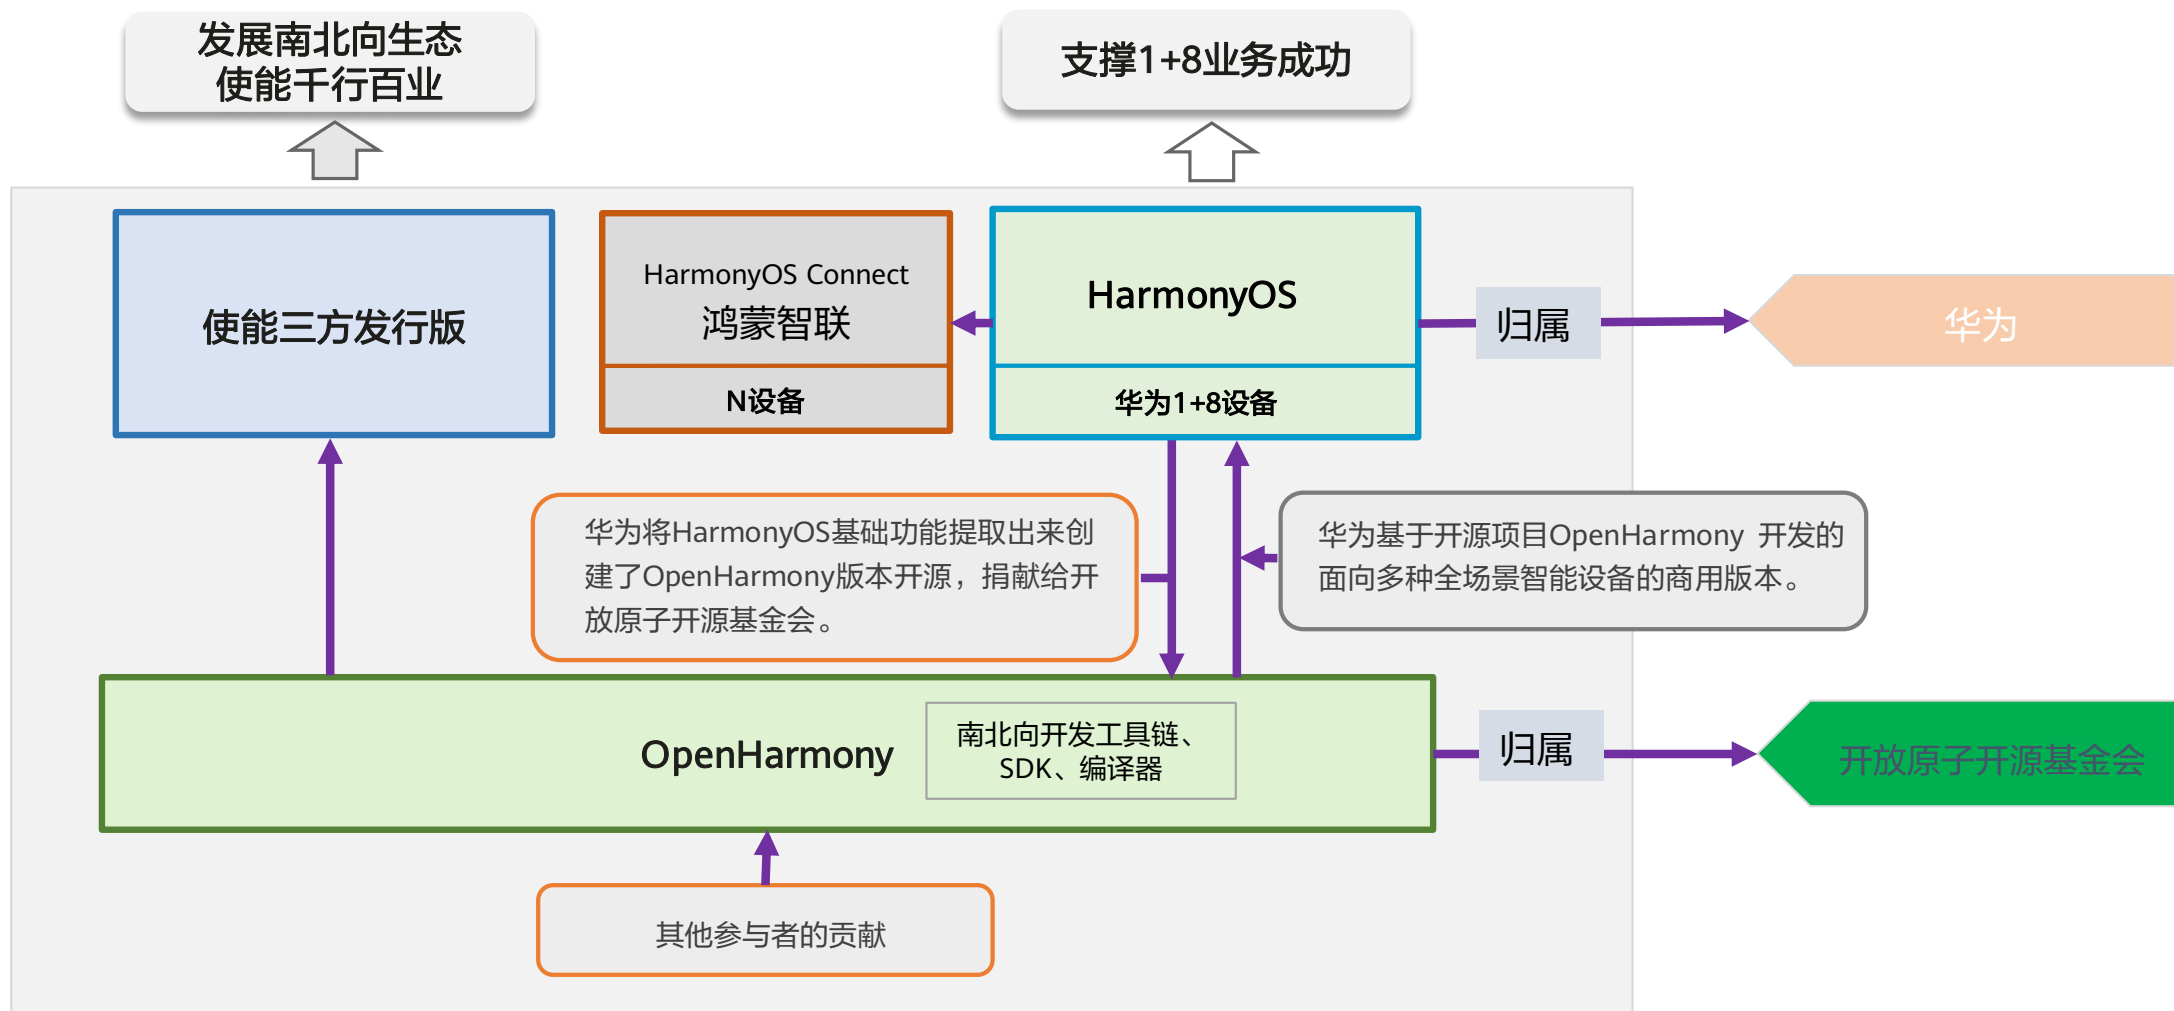 发展南北向生态
使能千行百业
支撑1+8业务成功
使能三方发行版
HarmonyOS Connect
鸿蒙智联
N设备
HarmonyOS
华为1+8设备
归属
华为
华为将HarmonyOS基础功能提取出来创
建了OpenHarmony版本开源，捐献给开
放原子开源基金会。
华为基于开源项目OpenHarmony 开发的
面向多种全场景智能设备的商用版本。
OpenHarmony
南北向开发工具链、
SDK、编译器
归属
开放原子开源基金会
其他参与者的贡献